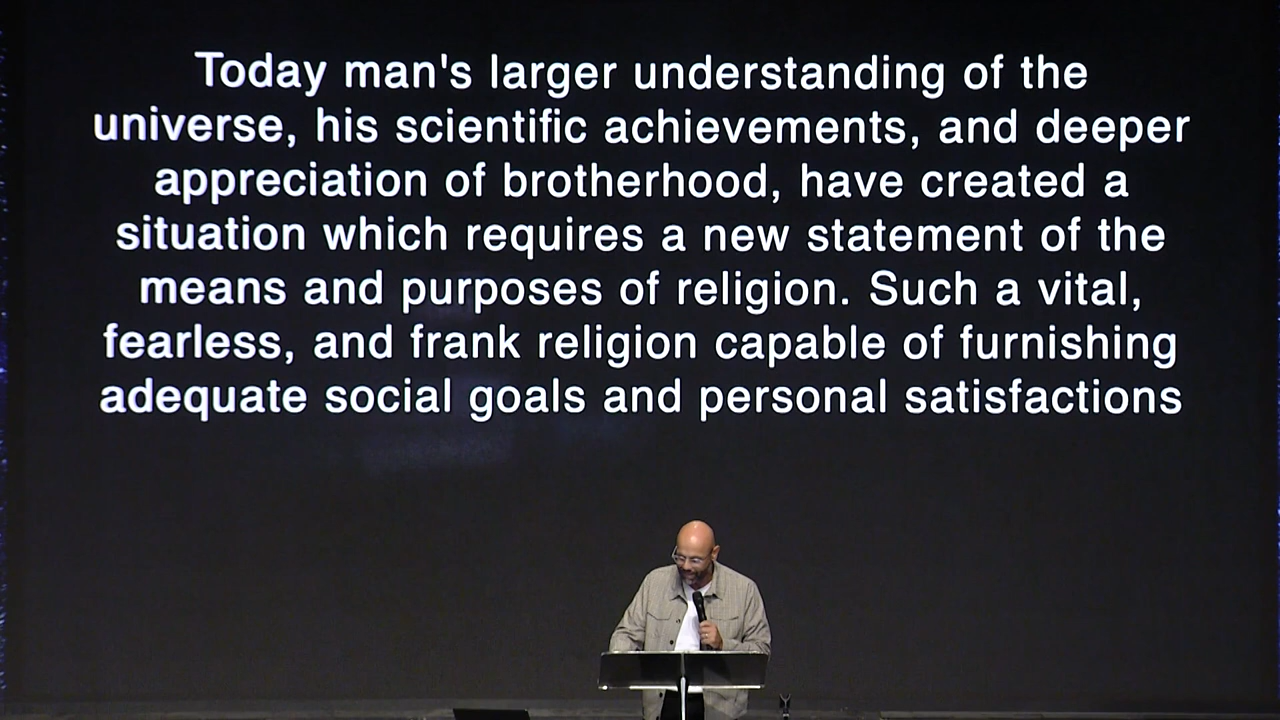 Today man's larger understanding of the
universe, his scientific achievements, and deeper
appreciation of brotherhood, have created a
situation which requires a new statement of the
means and purposes of religion. Such a vital,
fearless, and frank religion capable of furnishing
adequate social goals and personal satisfactions